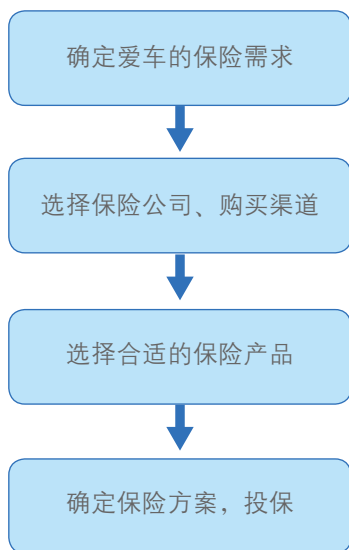 确定爱车的保险需求
选择保险公司、购买渠道
选择合适的保险产品
确定保险方案，投保